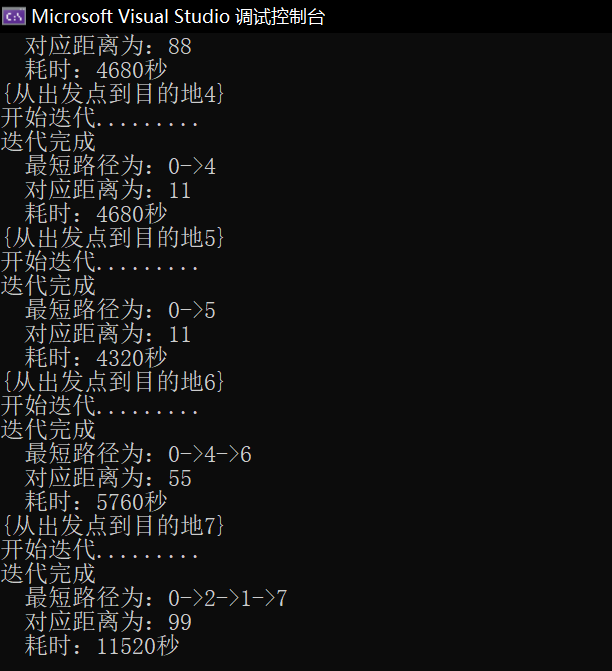 C:\ Microsoft Visual Studio 调试控制台
对应距离为: 88
耗时: 4680秒
{从出发点到目的地4}
开始迭代.........
迭代完成
最短路径为: 0->4
对应距离为: 11
耗时: 4680秒
{从出发点到目的地5}
开始迭代.........
迭代完成
最短路径为: 0->5
对应距离为: 11
耗时: 4320秒
{从出发点到目的地6}
开始迭代.........
迭代完成
最短路径为: 0->4->6
对应距离为: 55
耗时: 5760秒
{从出发点到目的地7}
开始迭代.........
迭代完成
最短路径为: 0->2->1->7
对应距离为: 99
耗时: 11520秒